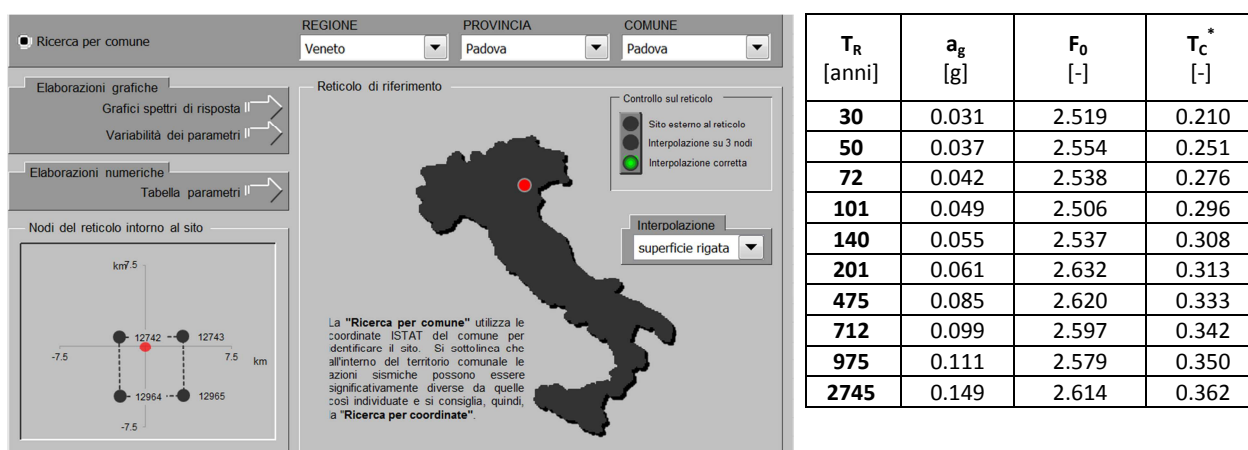 REGIONE PROVINCIA COMUNE
Ricerca per comune Veneto Padova Padova
Elaborazioni grafiche
Grafici spettri di risposta
Variabilità dei parametri
Elaborazioni numeriche
Tabella parametri
Nodi del reticolo intorno al sito
km 7.5
12742 12743
-7.5 7.5 km
12964 12965
-7.5
Reticolo di riferimento
Controllo sul reticolo
Sito esterno al reticolo
Interpolazione su 3 nodi
Interpolazione corretta
Interpolazione
superficie rigata
La "Ricerca per comune" utilizza le
coordinate ISTAT del comune per
identificare il sito. Si sottolinea che
all'interno del territorio comunale le
azioni sismiche possono essere
significativamente diverse da quelle
così individuate e si consiglia, quindi,
la "Ricerca per coordinate".
T_R a_g F_0 T_C*
[anni] [g] [-] [-]
30 0.031 2.519 0.210
50 0.037 2.554 0.251
72 0.042 2.538 0.276
101 0.049 2.506 0.296
140 0.055 2.537 0.308
201 0.061 2.632 0.313
475 0.085 2.620 0.333
712 0.099 2.597 0.342
975 0.111 2.579 0.350
2745 0.149 2.614 0.362